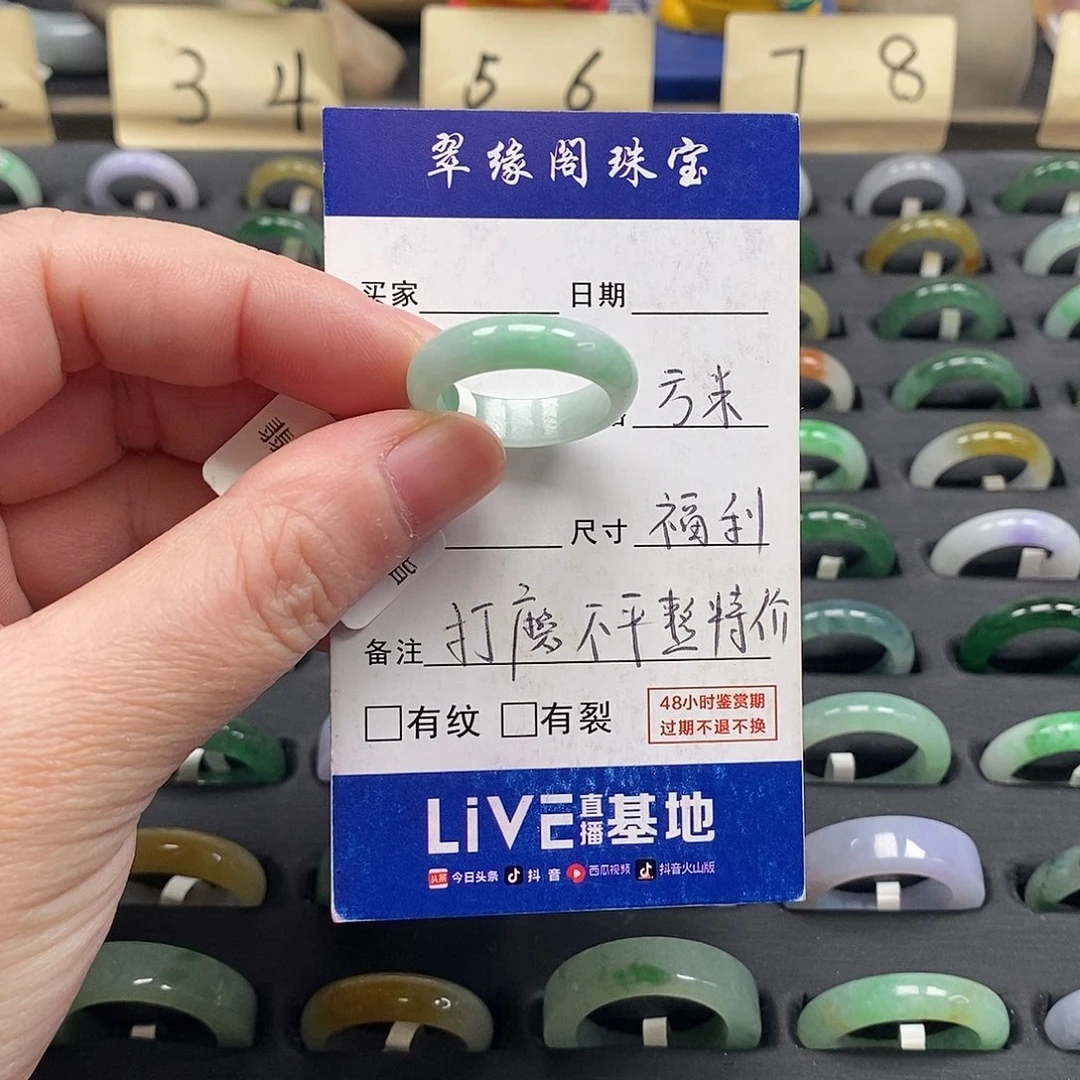 3 4
5 6
7 8
翠缘阁珠宝
买家 日期
亏米
尺寸 福利
备注 打磨不平整特价
有纹 有裂
48小时鉴赏期
过期不退不换
LiVE直播基地
今日头条 抖音 西瓜视频 抖音火山版